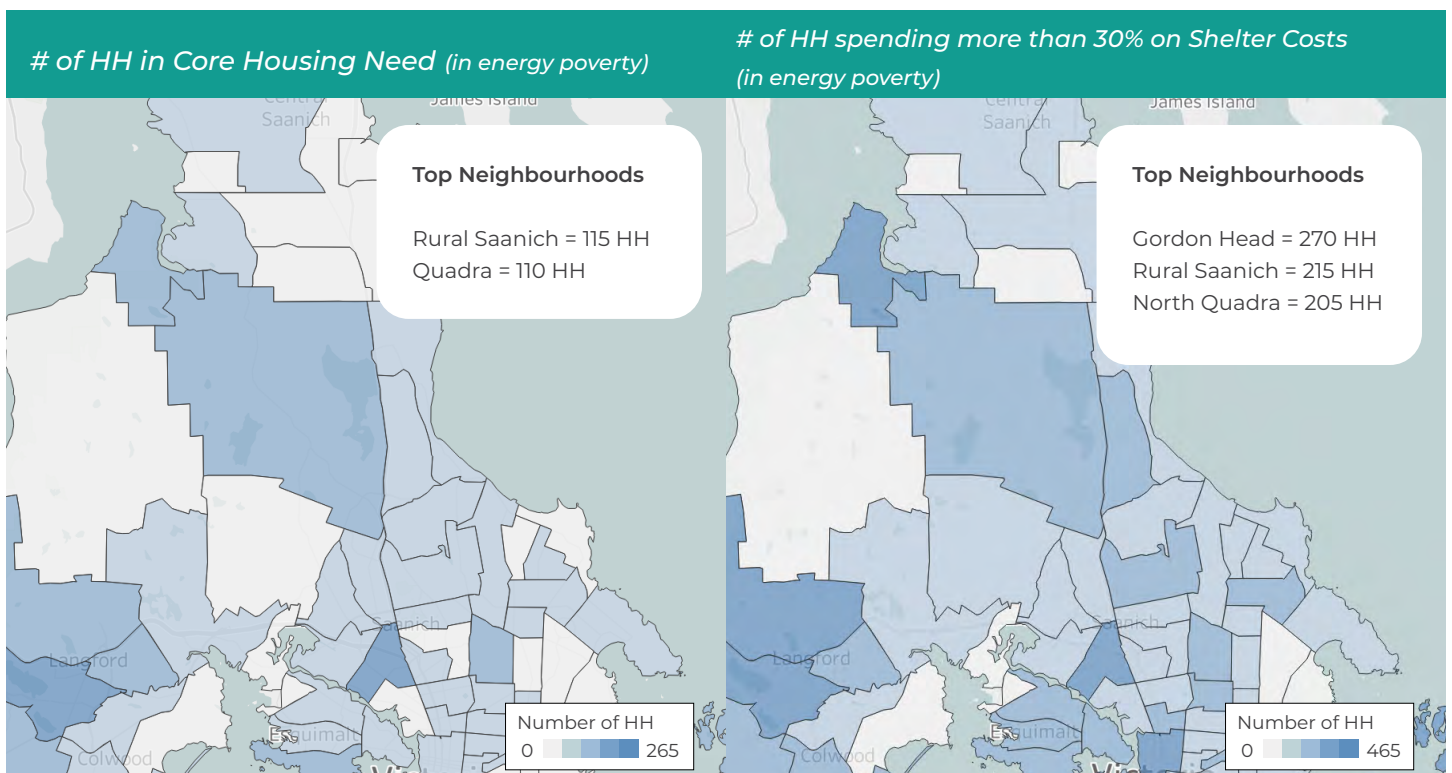 # of HH in Core Housing Need (in energy poverty)
Central
Saanich
James Island
Top Neighbourhoods
Rural Saanich = 115 HH
Quadra = 110 HH
Saanich
Langford
Colwood
Esquimalt
Number of HH
0 265
# of HH spending more than 30% on Shelter Costs
(in energy poverty)
Central
Saanich
James Island
Top Neighbourhoods
Gordon Head = 270 HH
Rural Saanich = 215 HH
North Quadra = 205 HH
Saanich
Langford
Colwood
Number of HH
0 465